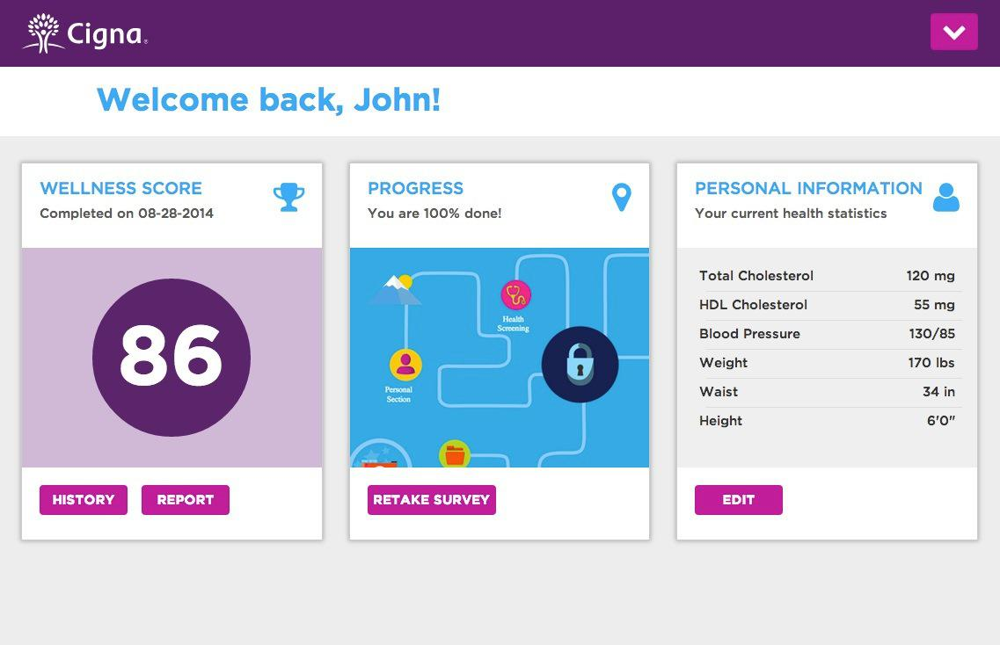 Cigna®
Welcome back, John!
WELLNESS SCORE
Completed on 08-28-2014
86
HISTORY
REPORT
PROGRESS
You are 100% done!
Health
Screening
Personal
Section
RETAKE SURVEY
PERSONAL INFORMATION
Your current health statistics
Total Cholesterol 120 mg
HDL Cholesterol 55 mg
Blood Pressure 130/85
Weight 170 lbs
Waist 34 in
Height 6'0"
EDIT